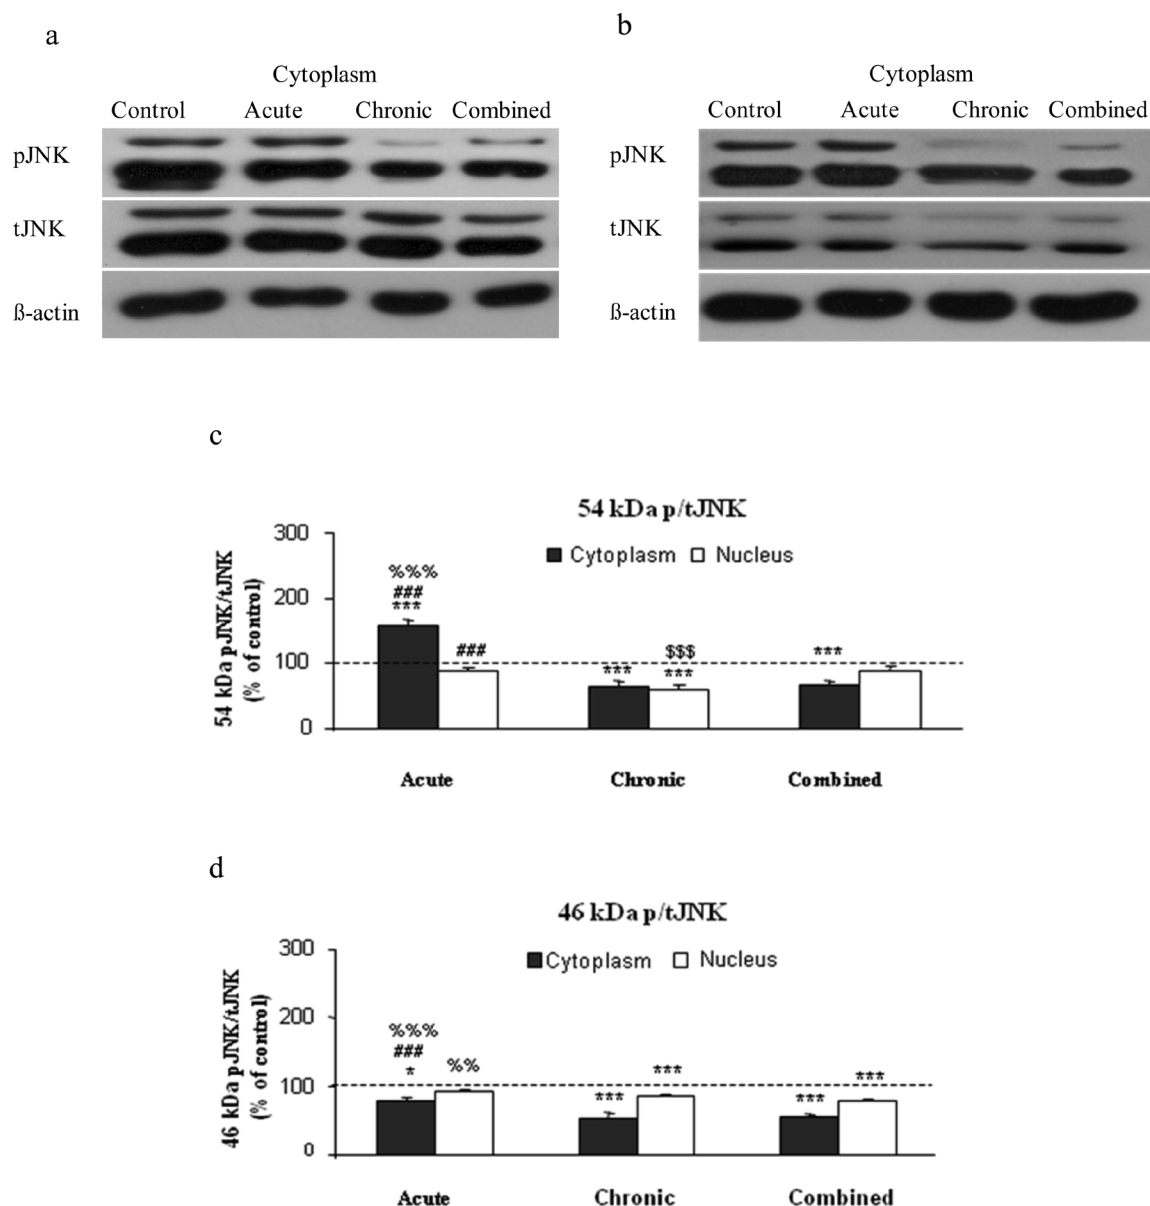 a
Cytoplasm
Control Acute Chronic Combined
pJNK
tJNK
ß-actin
b
Cytoplasm
Control Acute Chronic Combined
pJNK
tJNK
ß-actin
c
54 kDa p/tJNK
Cytoplasm Nucleus
54 kDa pJNK/tJNK
(% of control)
300
200
100
0
%%%
###
***
###
***
$$$
***
***
Acute Chronic Combined
d
46 kDa p/tJNK
Cytoplasm Nucleus
46 kDa pJNK/tJNK
(% of control)
300
200
100
0
%%%
###
*
%%
***
***
***
***
Acute Chronic Combined